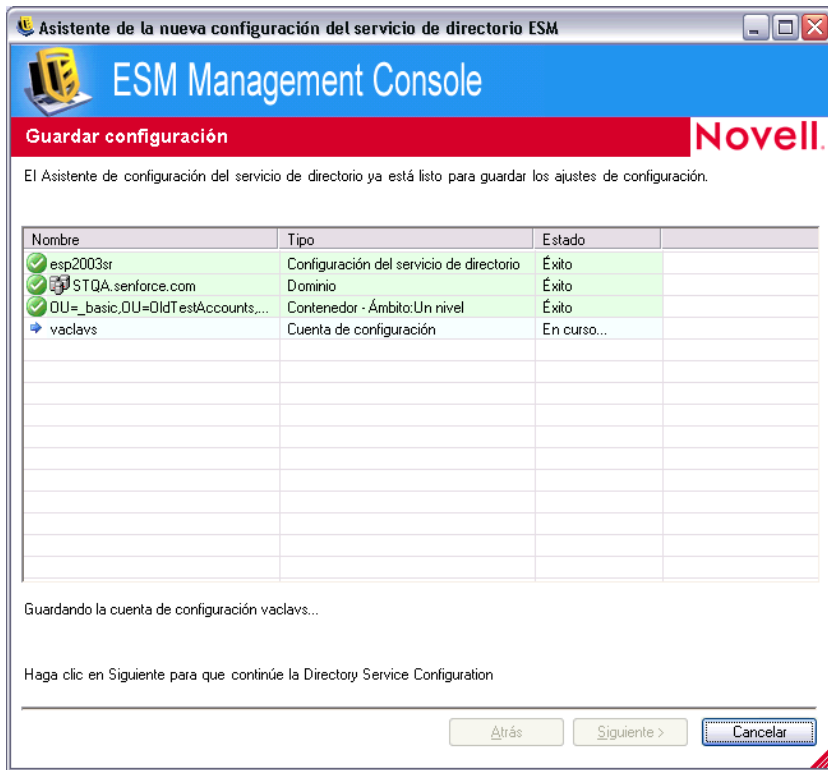 Asistente de la nueva configuración del servicio de directorio ESM
ESM Management Console
Guardar configuración
Novell.
El Asistente de configuración del servicio de directorio ya está listo para guardar los ajustes de configuración.
Nombre Tipo Estado
esp2003sr Configuración del servicio de directorio Éxito
STQA.senforce.com Dominio Éxito
OU=_basic,OU=OldTestAccounts,... Contenedor - Ámbito:Un nivel Éxito
vaclavs Cuenta de configuración En curso...
Guardando la cuenta de configuración vaclavs...
Haga clic en Siguiente para que continúe la Directory Service Configuration
Atrás Siguiente > Cancelar